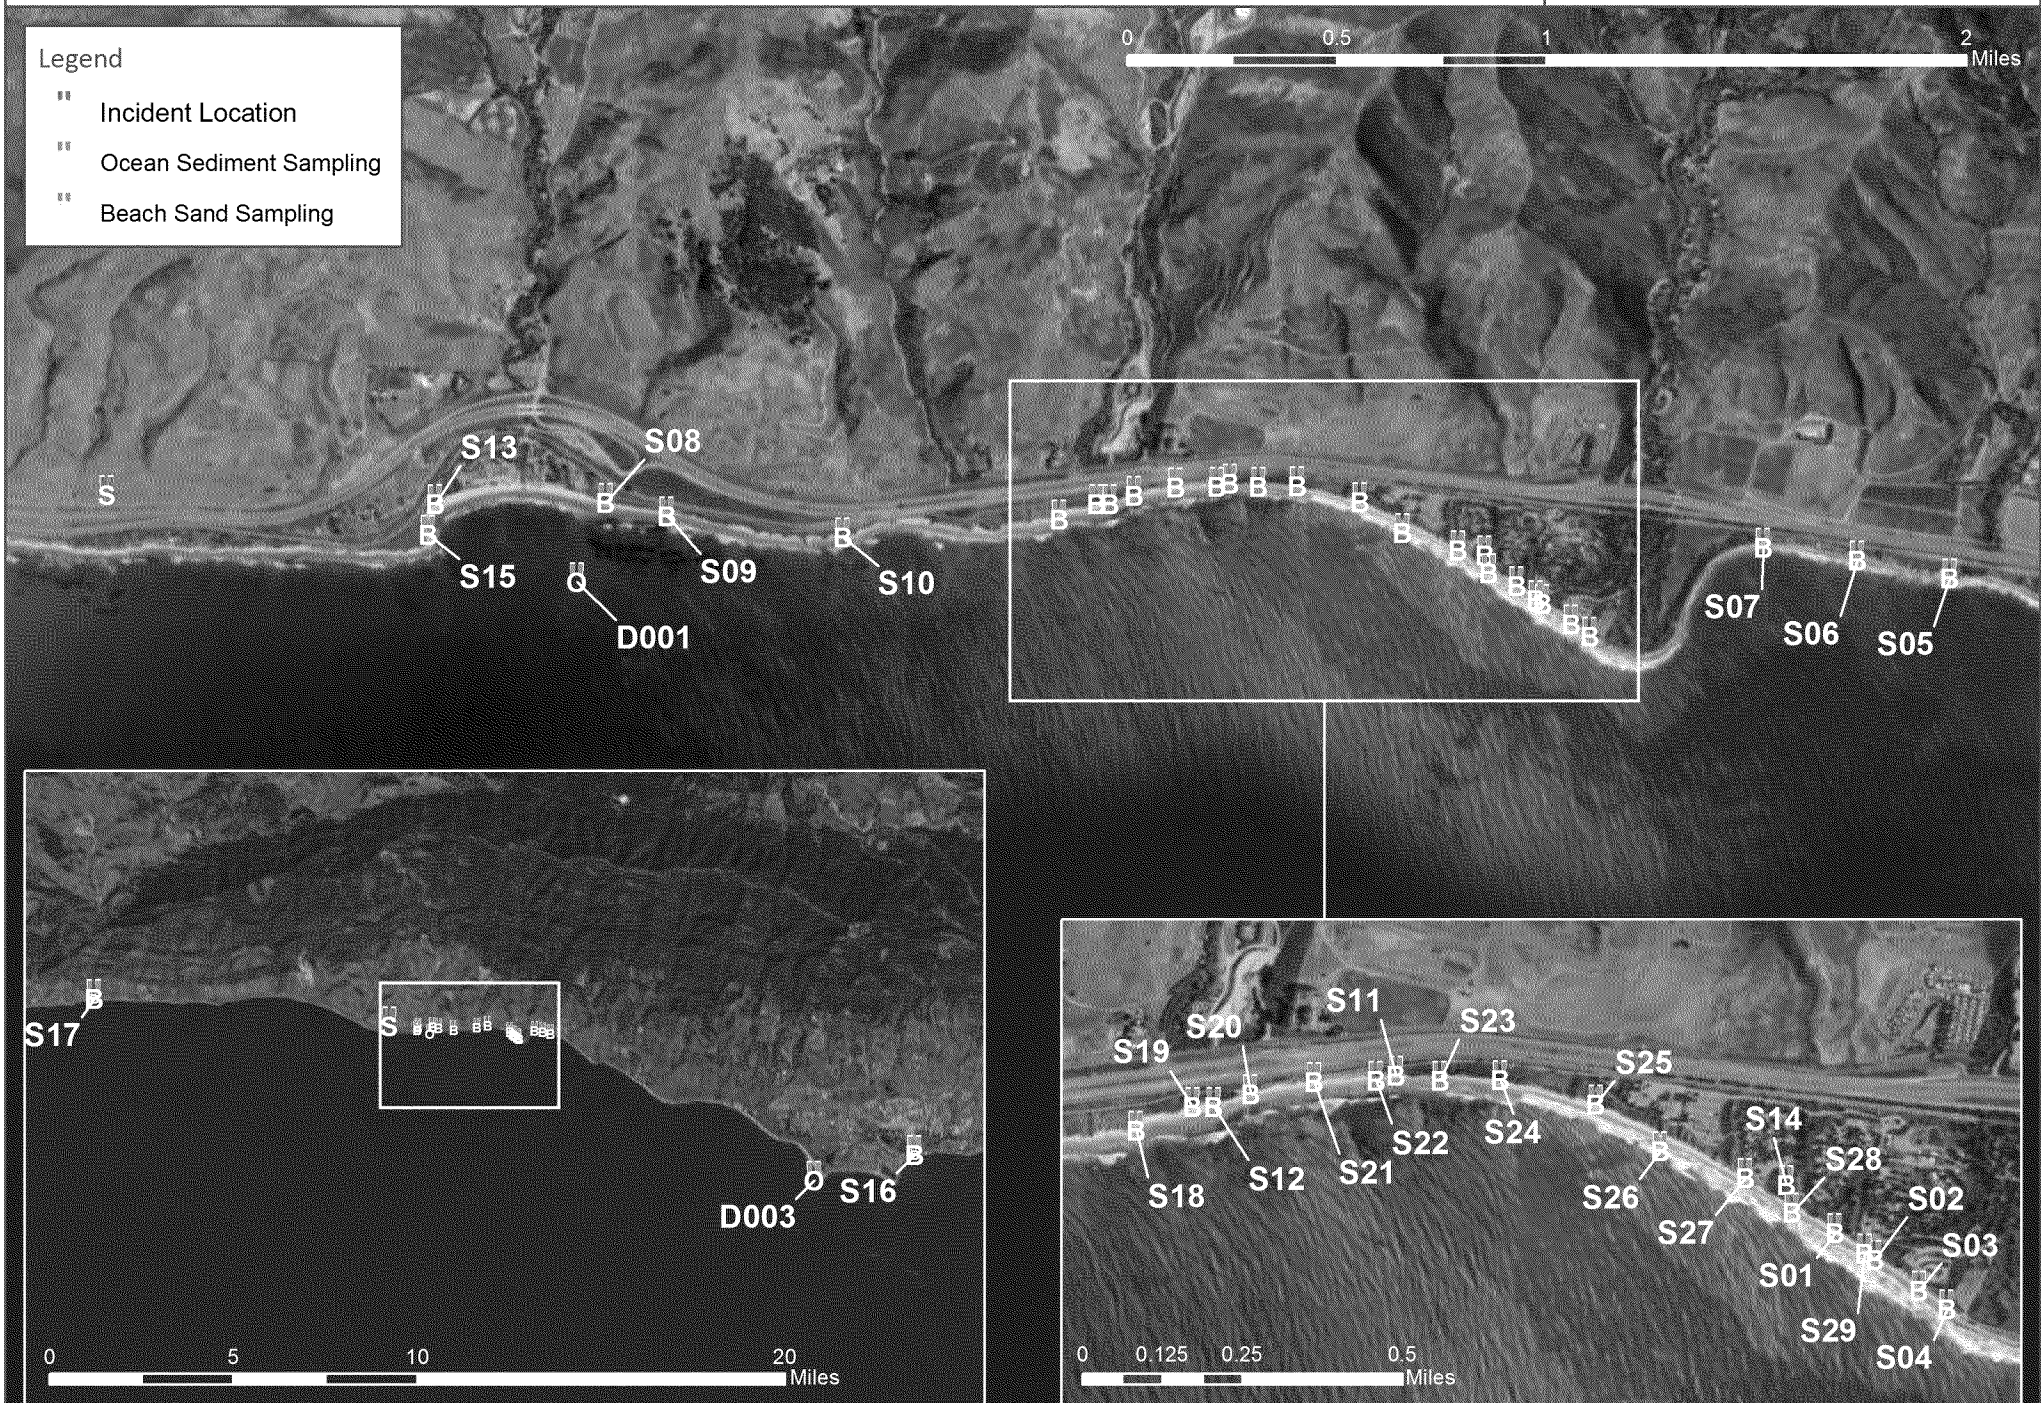 Legend
Incident Location
Ocean Sediment Sampling
Beach Sand Sampling
0 0.5 1 2
Miles
S
S13
B
S08
B
B
B
S15
S09
B
S10
O
D001
B B B B B B B B B B B B B B B B B B B
B
B
B
S07
S06
S05
B
S17
S B O B B B B B B B B B
D003
O
S16
B
0 5 10 20
Miles
S11
S20
S23
S19
S25
B B B B B B B B B B
S14
S24
S22
S12
S21
S18
B
S28
B
B
B
S26
S02
B
S27
B
B B
S03
S01
B
B
S29
S04
0 0.125 0.25 0.5
Miles